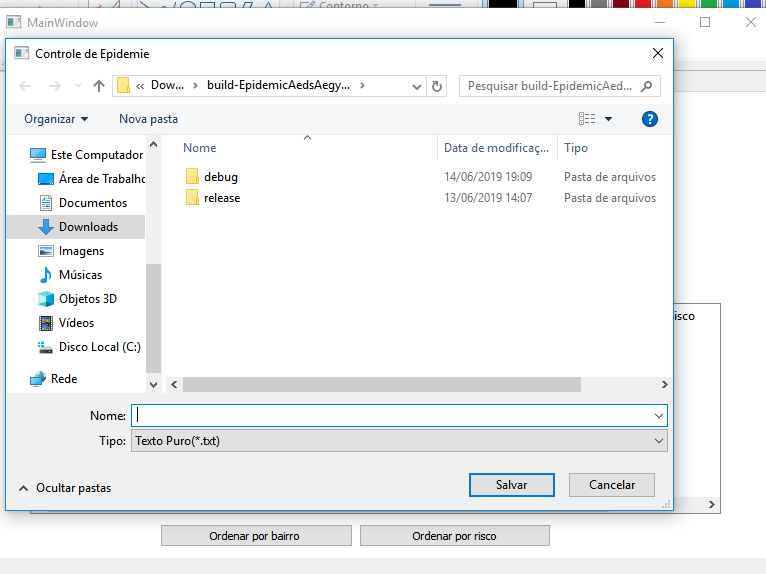 Contorno
MainWindow
Controle de Epidemie
« Dow... › build-EpidemicAedsAegy... ›
Pesquisar build-EpidemicAed...
Organizar
Nova pasta
Nome
Data de modificaç...
Tipo
Este Computador
Área de Trabalho
Documentos
Downloads
Imagens
Músicas
Objetos 3D
Vídeos
Disco Local (C:)
Rede
debug 14/06/2019 19:09 Pasta de arquivos
release 13/06/2019 14:07 Pasta de arquivos
isco
Nome:
Tipo: Texto Puro(*.txt)
Ocultar pastas
Salvar
Cancelar
Ordenar por bairro
Ordenar por risco